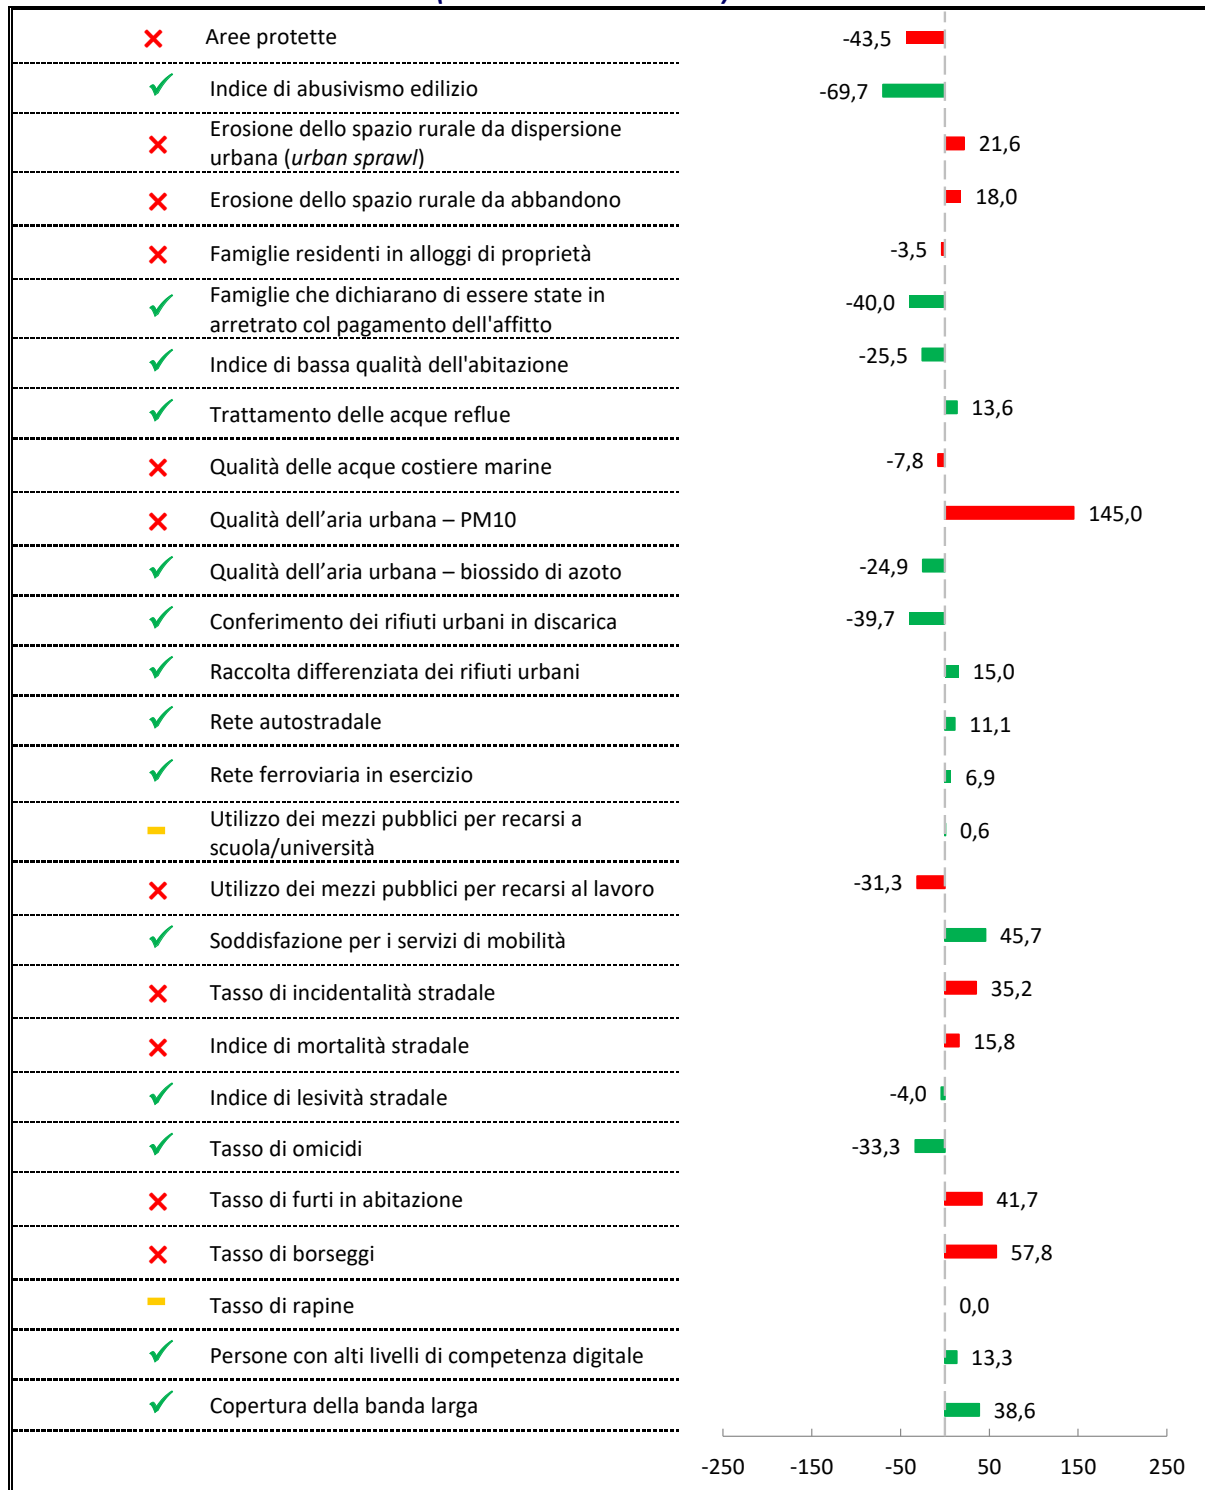 Aree protette
-43,5
Indice di abusivismo edilizio
-69,7
Erosione dello spazio rurale da dispersione
urbana (urban sprawl)
21,6
Erosione dello spazio rurale da abbandono
18,0
Famiglie residenti in alloggi di proprietà
-3,5
Famiglie che dichiarano di essere state in
arretrato col pagamento dell'affitto
-40,0
Indice di bassa qualità dell'abitazione
-25,5
Trattamento delle acque reflue
13,6
Qualità delle acque costiere marine
-7,8
Qualità dell’aria urbana – PM10
145,0
Qualità dell’aria urbana – biossido di azoto
-24,9
Conferimento dei rifiuti urbani in discarica
-39,7
Raccolta differenziata dei rifiuti urbani
15,0
Rete autostradale
11,1
Rete ferroviaria in esercizio
6,9
Utilizzo dei mezzi pubblici per recarsi a
scuola/università
0,6
Utilizzo dei mezzi pubblici per recarsi al lavoro
-31,3
Soddisfazione per i servizi di mobilità
45,7
Tasso di incidentalità stradale
35,2
Indice di mortalità stradale
15,8
Indice di lesività stradale
-4,0
Tasso di omicidi
-33,3
Tasso di furti in abitazione
41,7
Tasso di borseggi
57,8
Tasso di rapine
0,0
Persone con alti livelli di competenza digitale
13,3
Copertura della banda larga
38,6
-250 -150 -50 50 150 250